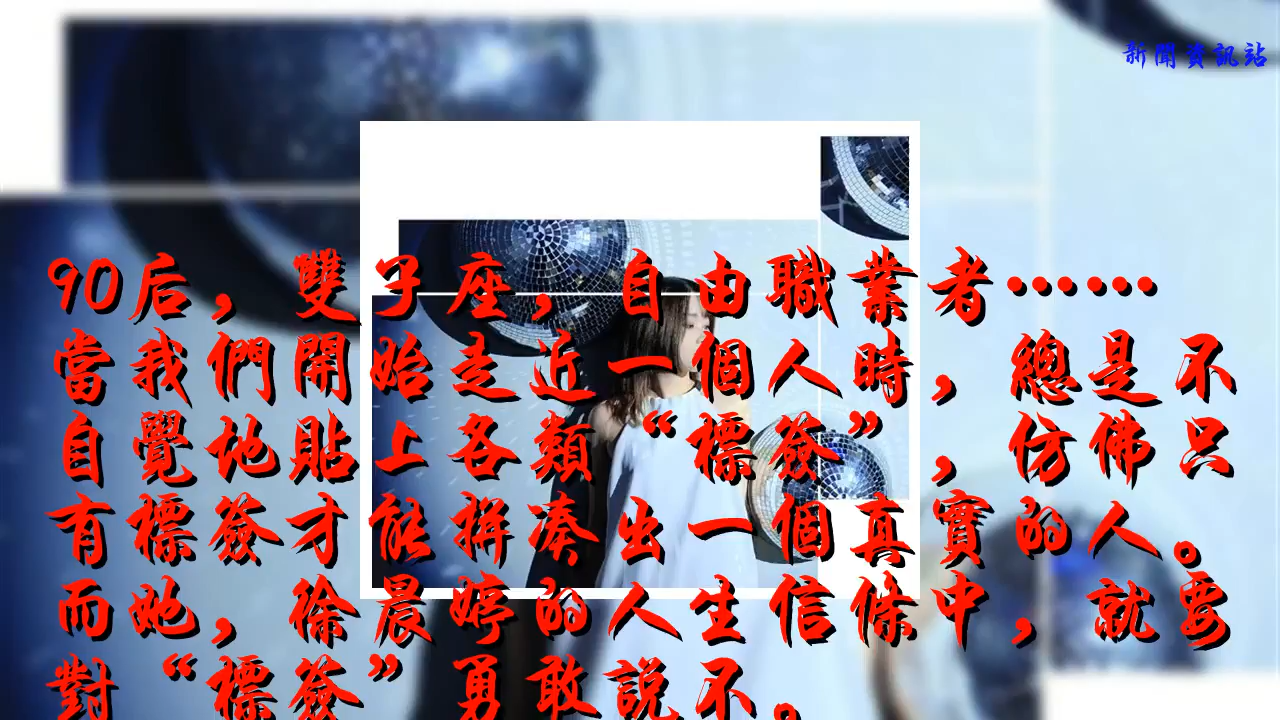 新聞資訊站
90后，雙子座，自由職業者……
當我們開始走近一個人時，總是不
自覺地貼上各類“標簽”，仿佛只
有標簽才能拼湊出一個真實的人。
而她，徐晨婷的人生信條中，就要
對“標簽”勇敢說不。